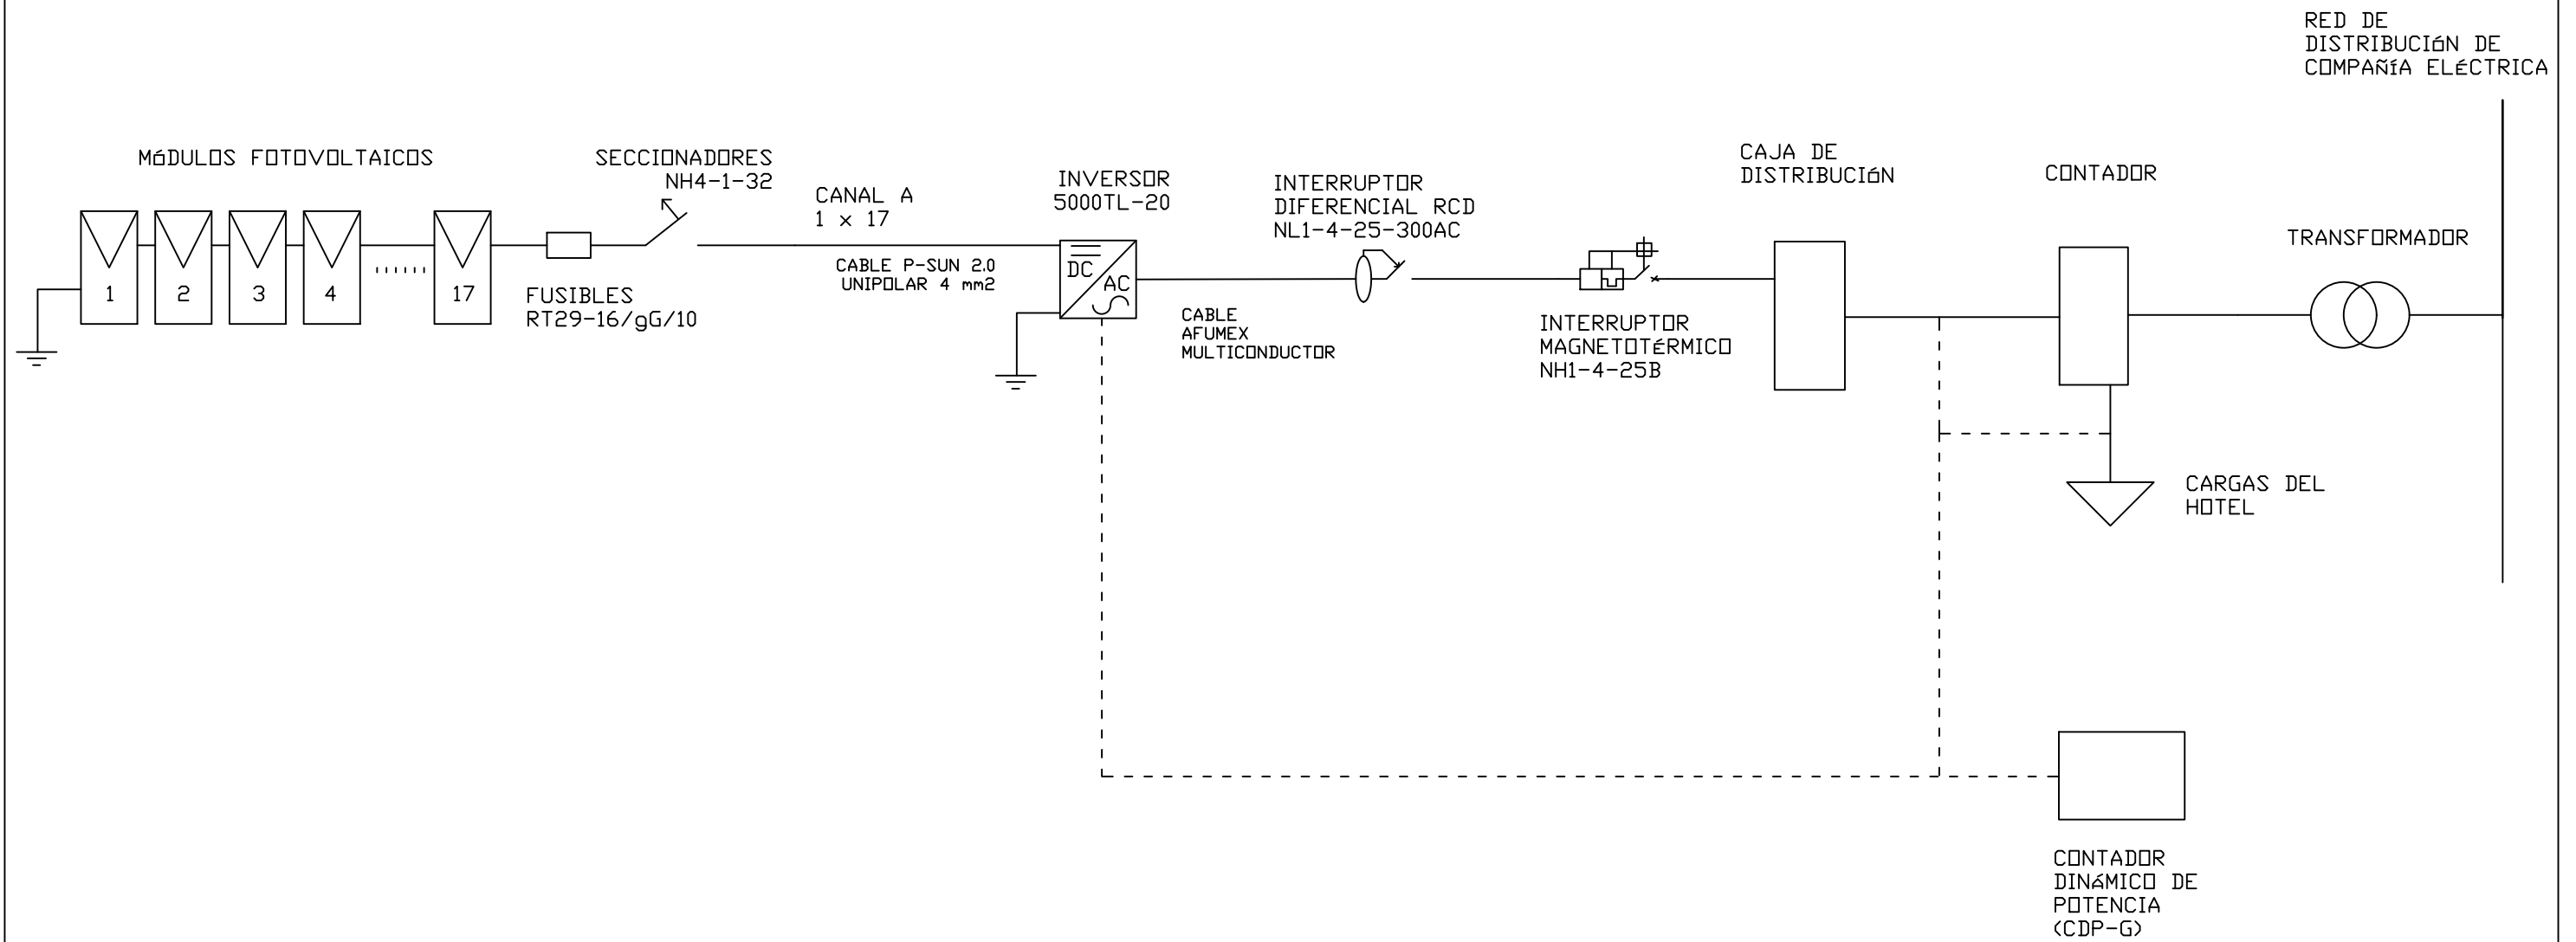 RED DE
DISTRIBUCIóN DE
COMPAÑÍA ELÉCTRICA
MóDULOS FOTOVOLTAICOS
SECCIONADORES
NH4-1-32
CANAL A
1 x 17
INVERSOR
5000TL-20
INTERRUPTOR
DIFERENCIAL RCD
NL1-4-25-300AC
CAJA DE
DISTRIBUCIóN
CONTADOR
TRANSFORMADOR
1
2
3
4
17
FUSIBLES
RT29-16/gG/10
CABLE P-SUN 2.0
UNIPOLAR 4 mm2
DC
AC
CABLE
AFUMEX
MULTICONDUCTOR
INTERRUPTOR
MAGNETOTÉRMICO
NH1-4-25B
CARGAS DEL
HOTEL
CONTADOR
DINÁMICO DE
POTENCIA
(CDP-G)